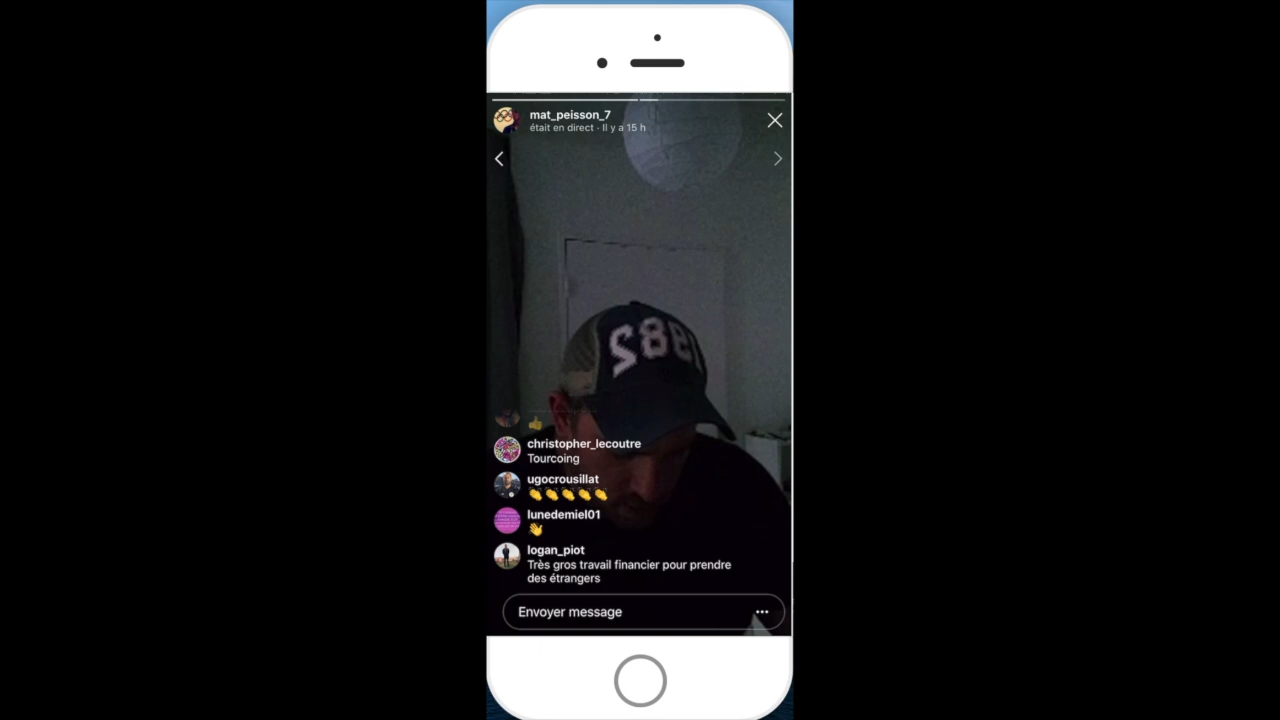 mat_peisson_7
était en direct · Il y a 15 h
1982
christopher_lecoutre
Tourcoing
ugocrousillat
👏👏👏👏👏
lunedemiel01
👋
logan_piot
Très gros travail financier pour prendre
des étrangers
Envoyer message